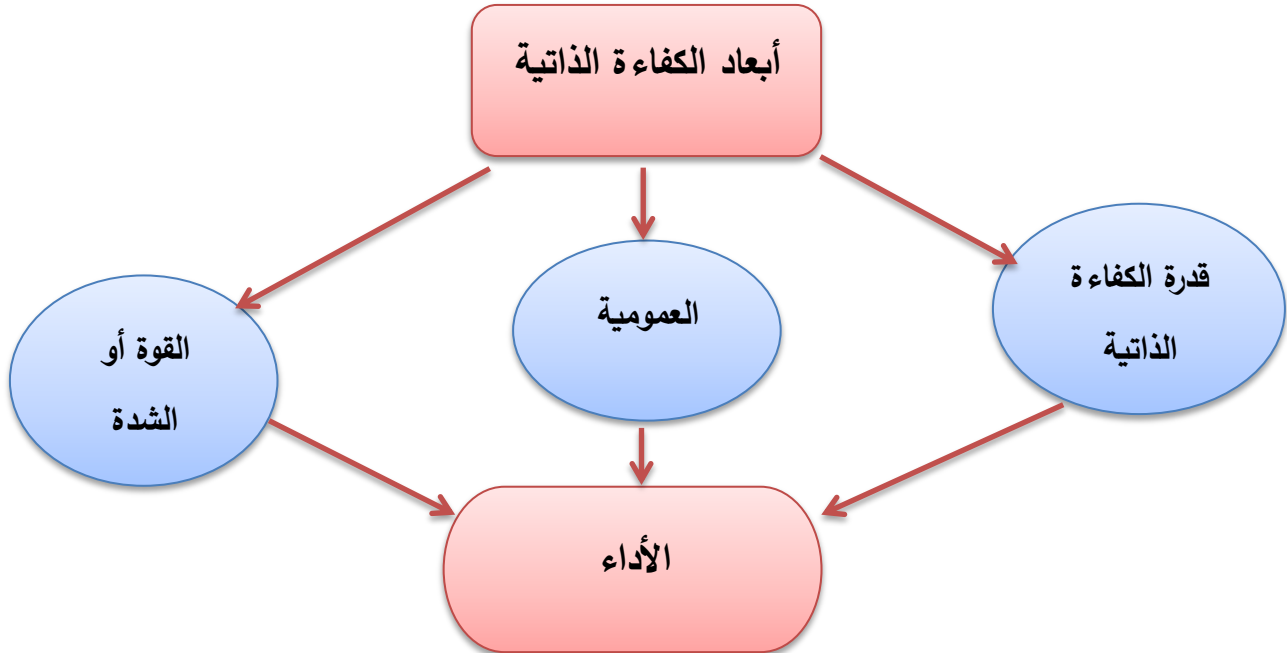 أبعاد الكفاءة الذاتية
قدرة الكفاءة
الذاتية
العمومية
القوة أو
الشدة
الأداء